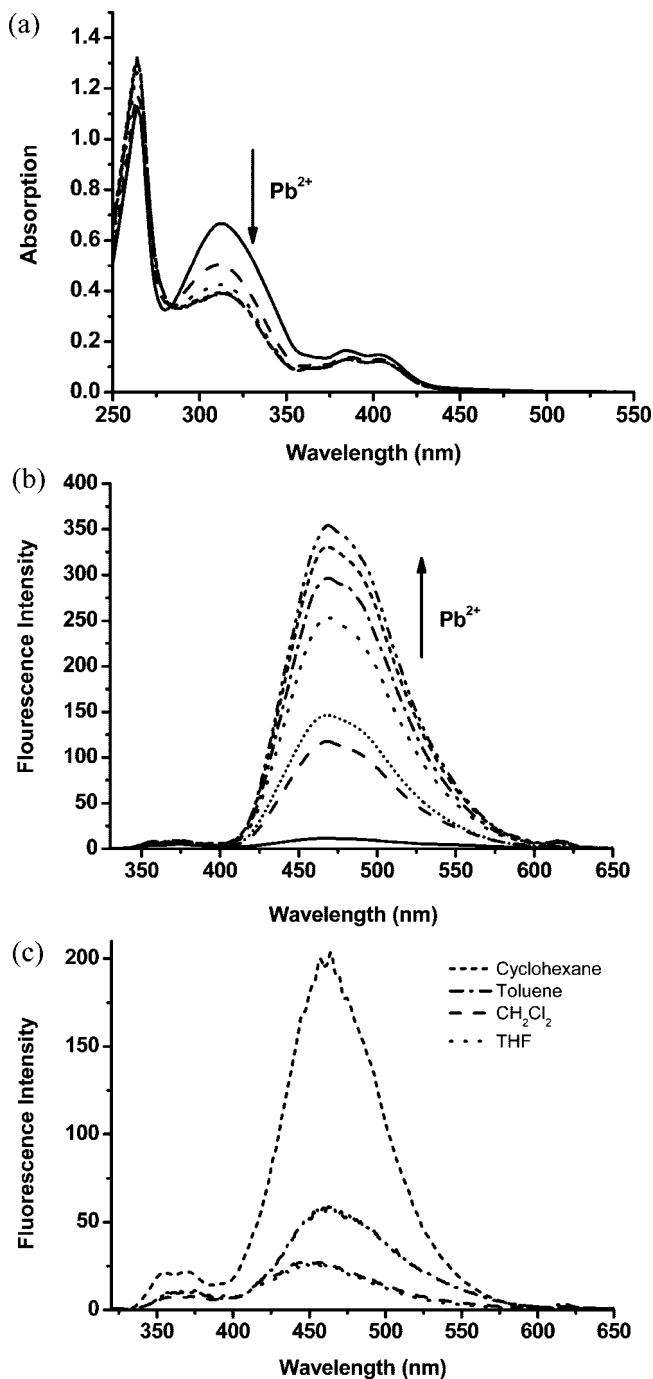 (a)
1.4
1.2
1.0
0.8
0.6
0.4
0.2
0.0
Absorption
Pb2+
250 300 350 400 450 500 550
Wavelength (nm)
(b)
400
350
300
250
200
150
100
50
0
Flourescence Intensity
Pb2+
350 400 450 500 550 600 650
Wavelength (nm)
(c)
200
150
100
50
0
Fluorescence Intensity
Cyclohexane
Toluene
CH2Cl2
THF
350 400 450 500 550 600 650
Wavelength (nm)